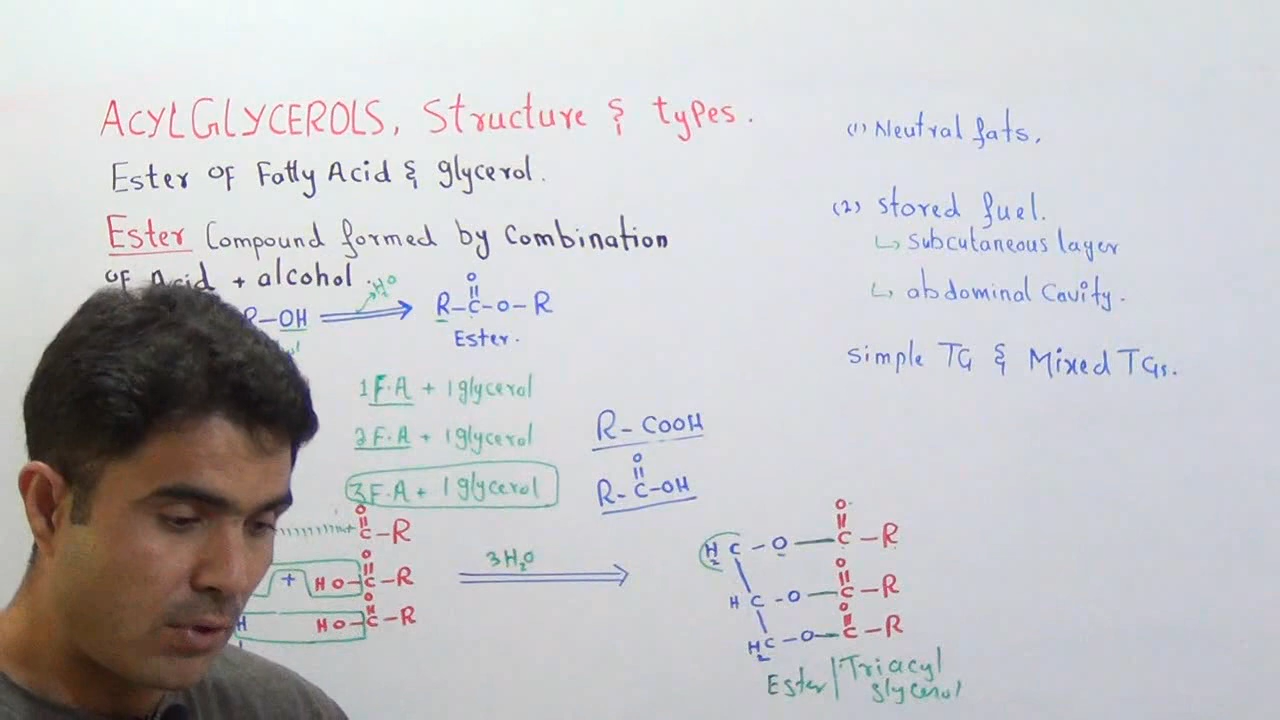 ACYLGLYCEROLS, Structure & types.
Ester of Fatty Acid & glycerol.
Ester Compound formed by Combination
of Acid + alcohol.
R-OH H2O R-C-O-R
O
Ester.
1 F.A + 1 glycerol
2 F.A + 1 glycerol
3 F.A + 1 glycerol
R-COOH
O
R-C-OH
O
C-R
O
+ HO-C-R
O
H HO-C-R
3H2O
O
H2C-O-C-R
O
HC-O-C-R
O
H2C-O-C-R
Ester/Triacyl
glycerol
(1) Neutral fats.
(2) Stored fuel.
↳ subcutaneous layer
↳ abdominal Cavity.
Simple TG & Mixed TGs.